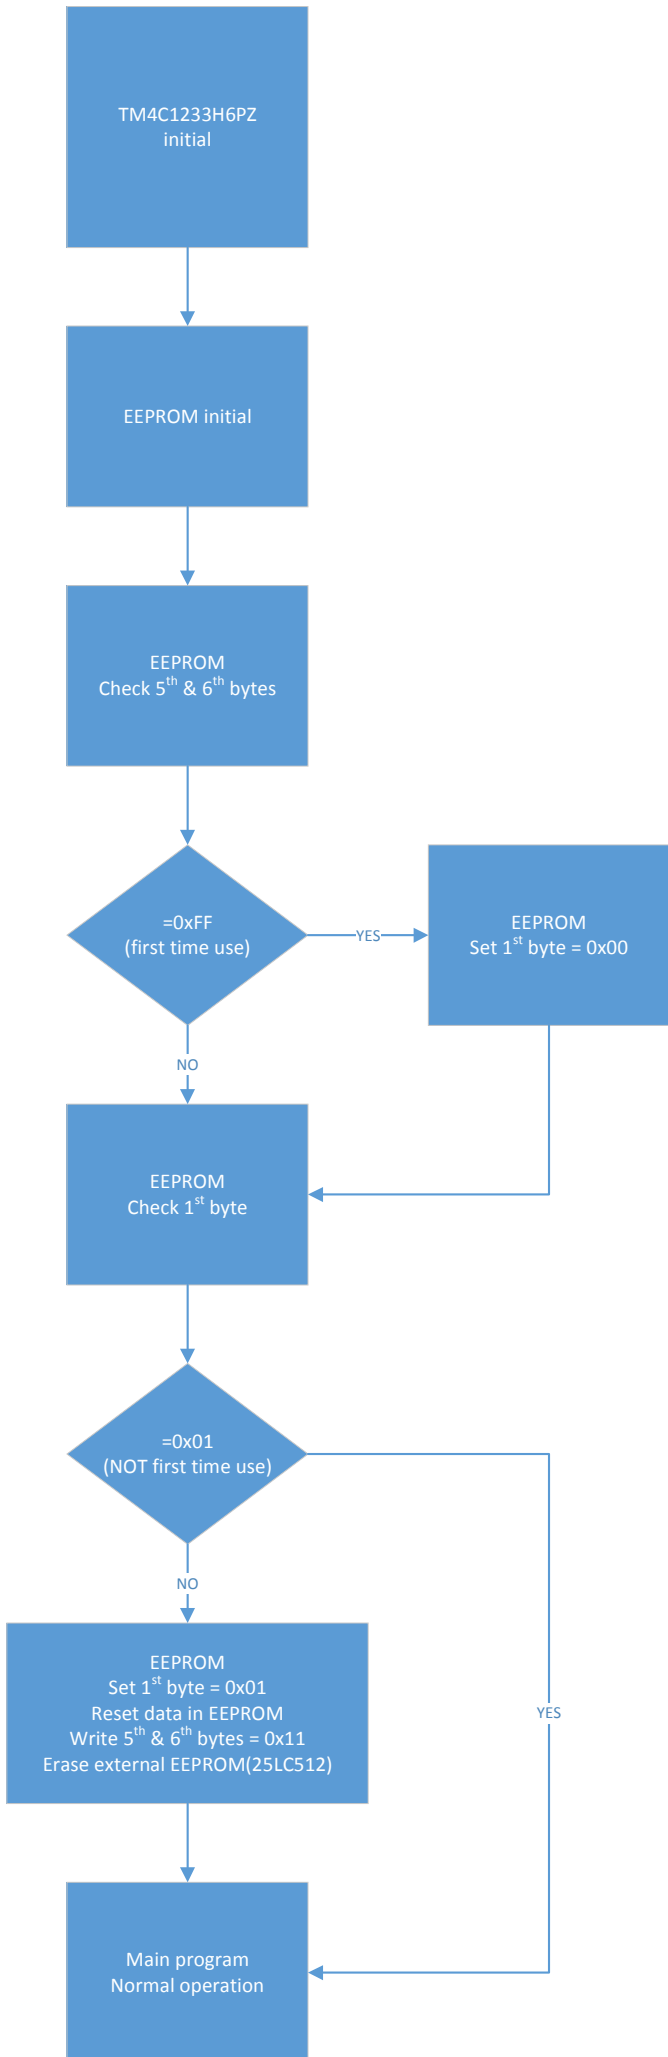 TM4C1233H6PZ
initial
EEPROM initial
EEPROM
Check 5th & 6th bytes
=0xFF
(first time use)
YES
EEPROM
Set 1st byte = 0x00
NO
EEPROM
Check 1st byte
=0x01
(NOT first time use)
NO
EEPROM
Set 1st byte = 0x01
Reset data in EEPROM
Write 5th & 6th bytes = 0x11
Erase external EEPROM(25LC512)
YES
Main program
Normal operation